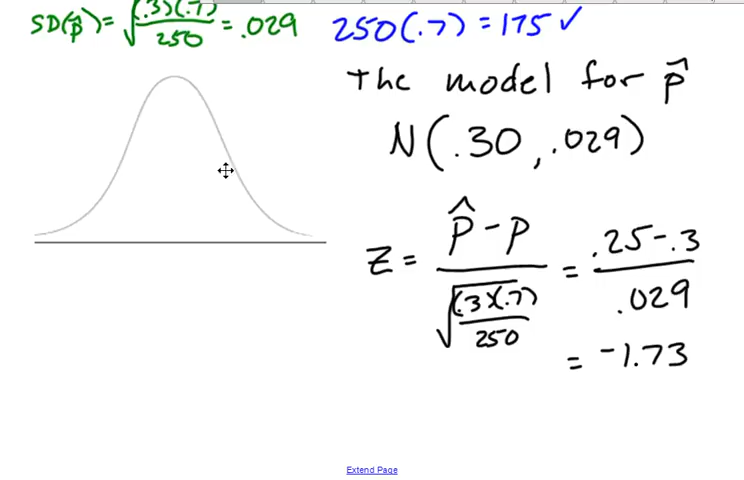 SD(p̂) = √(.3)(.7)/250 = .029
250(.7) = 175 ✓
the model for p̂
N(.30, .029)
z = p̂ - p / √(.3)(.7)/250 = .25-.3 / .029
= -1.73
Extend Page